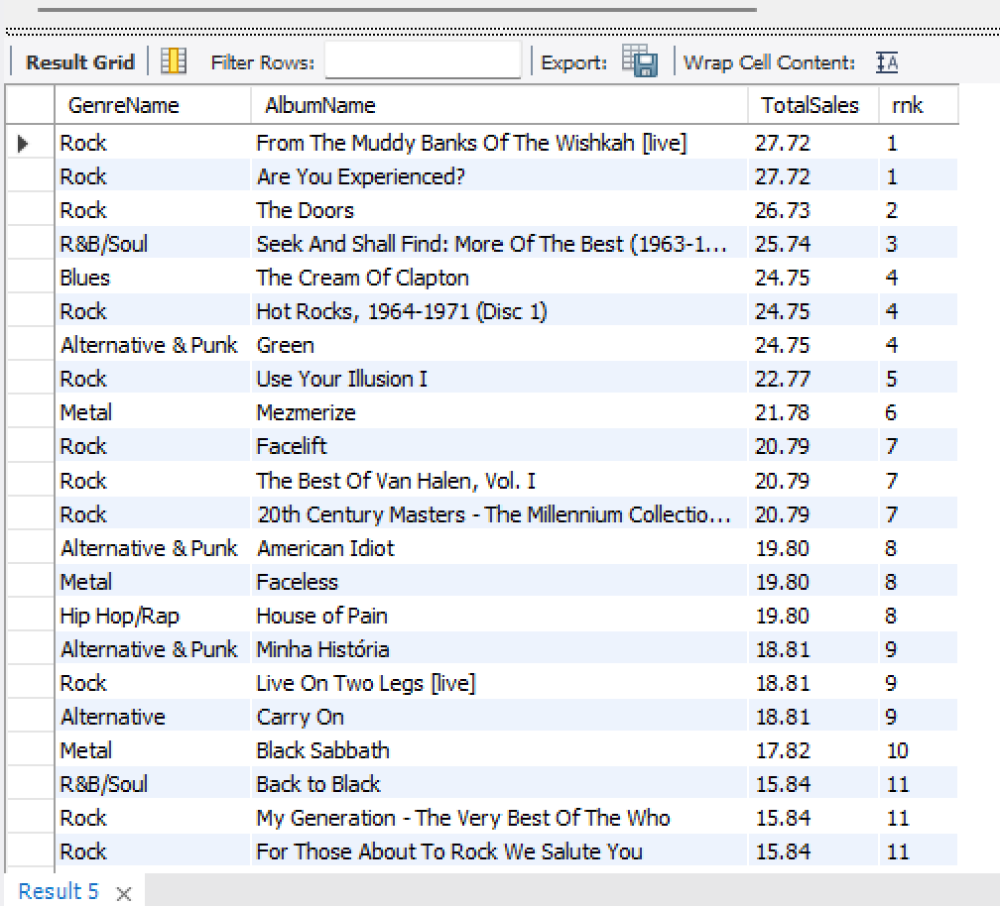 Result Grid Filter Rows: Export: Wrap Cell Content: IA
GenreName AlbumName TotalSales rnk
Rock From The Muddy Banks Of The Wishkah [live] 27.72 1
Rock Are You Experienced? 27.72 1
Rock The Doors 26.73 2
R&B/Soul Seek And Shall Find: More Of The Best (1963-1... 25.74 3
Blues The Cream Of Clapton 24.75 4
Rock Hot Rocks, 1964-1971 (Disc 1) 24.75 4
Alternative & Punk Green 24.75 4
Rock Use Your Illusion I 22.77 5
Metal Mezmerize 21.78 6
Rock Facelift 20.79 7
Rock The Best Of Van Halen, Vol. I 20.79 7
Rock 20th Century Masters - The Millennium Collectio... 20.79 7
Alternative & Punk American Idiot 19.80 8
Metal Faceless 19.80 8
Hip Hop/Rap House of Pain 19.80 8
Alternative & Punk Minha História 18.81 9
Rock Live On Two Legs [live] 18.81 9
Alternative Carry On 18.81 9
Metal Black Sabbath 17.82 10
R&B/Soul Back to Black 15.84 11
Rock My Generation - The Very Best Of The Who 15.84 11
Rock For Those About To Rock We Salute You 15.84 11
Result 5